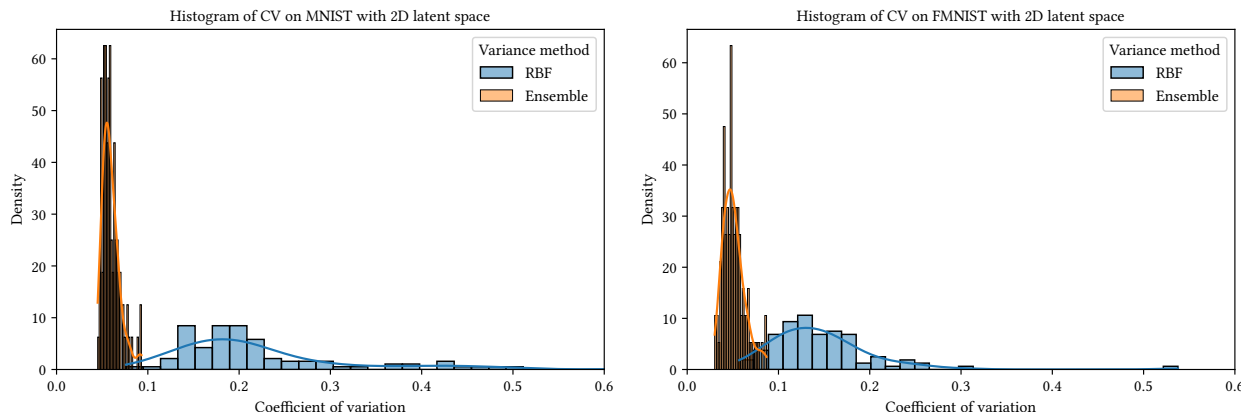 Histogram of CV on MNIST with 2D latent space
Variance method
RBF
Ensemble
60
50
40
30
20
10
0
Density
0.0 0.1 0.2 0.3 0.4 0.5 0.6
Coefficient of variation
Histogram of CV on FMNIST with 2D latent space
Variance method
RBF
Ensemble
60
50
40
30
20
10
0
Density
0.0 0.1 0.2 0.3 0.4 0.5 0.6
Coefficient of variation